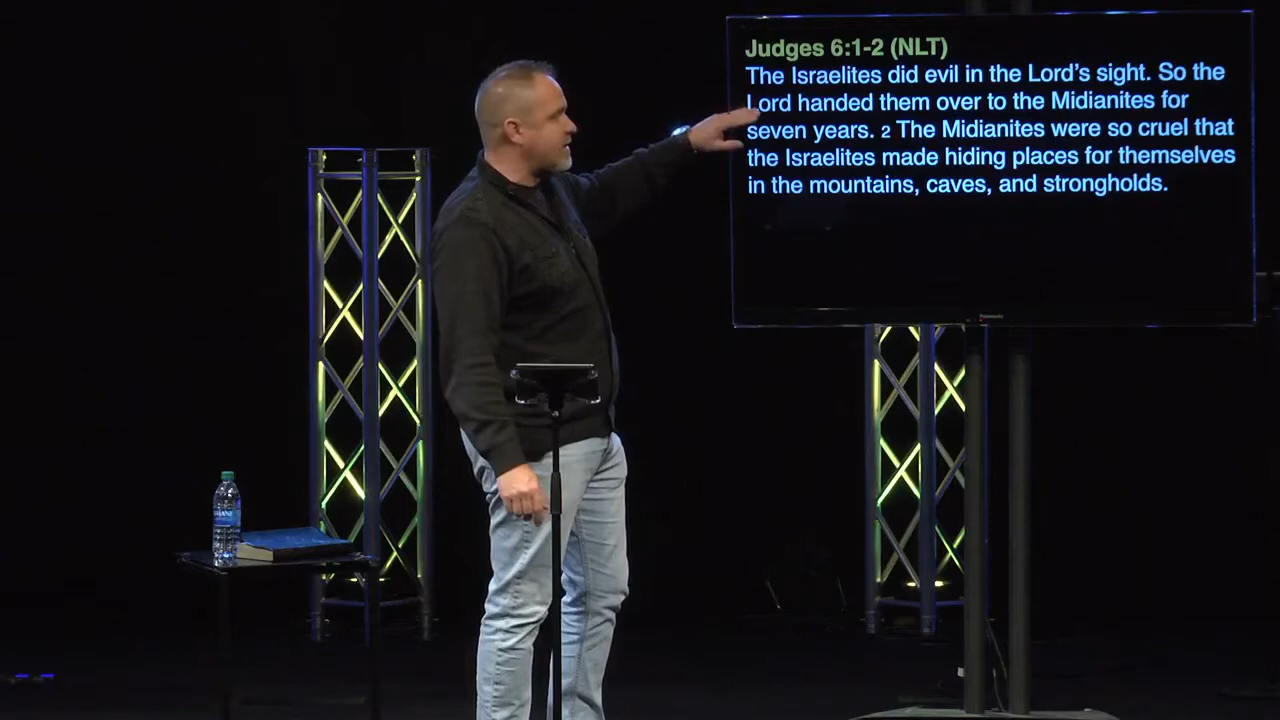 Judges 6:1-2 (NLT)
The Israelites did evil in the Lord's sight. So the
Lord handed them over to the Midianites for
seven years. 2 The Midianites were so cruel that
the Israelites made hiding places for themselves
in the mountains, caves, and strongholds.